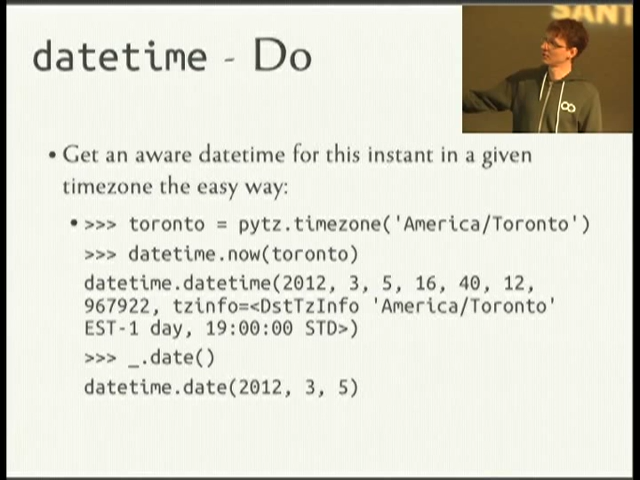 SANT
datetime - Do
• Get an aware datetime for this instant in a given
timezone the easy way:
• >>> toronto = pytz.timezone('America/Toronto')
>>> datetime.now(toronto)
datetime.datetime(2012, 3, 5, 16, 40, 12,
967922, tzinfo=<DstTzInfo 'America/Toronto'
EST-1 day, 19:00:00 STD>)
>>> _.date()
datetime.date(2012, 3, 5)